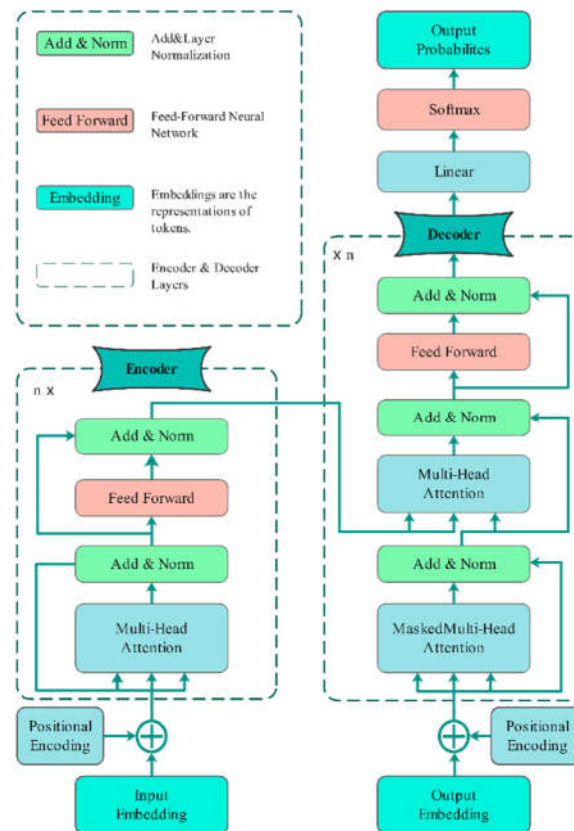 Add & Norm
Add&Layer
Normalization
Feed Forward
Feed-Forward Neural
Network
Embedding
Embeddings are the
representations of
tokens.
Encoder & Decoder
Layers
Output
Probabilites
Softmax
Linear
Decoder
x n
Add & Norm
Feed Forward
Add & Norm
Multi-Head
Attention
Add & Norm
MaskedMulti-Head
Attention
Positional
Encoding
Output
Embedding
Encoder
n x
Add & Norm
Feed Forward
Add & Norm
Multi-Head
Attention
Positional
Encoding
Input
Embedding